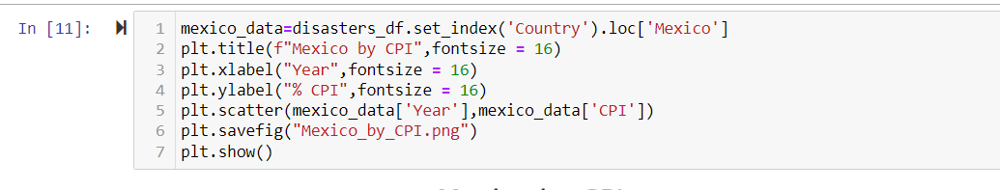 In [11]:
1 mexico_data=disasters_df.set_index('Country').loc['Mexico']
2 plt.title(f"Mexico by CPI",fontsize = 16)
3 plt.xlabel("Year",fontsize = 16)
4 plt.ylabel("% CPI",fontsize = 16)
5 plt.scatter(mexico_data['Year'],mexico_data['CPI'])
6 plt.savefig("Mexico_by_CPI.png")
7 plt.show()